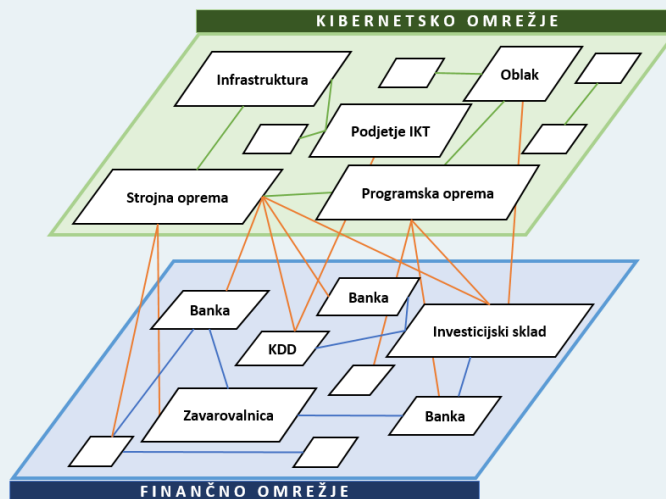 KIBERNETSKO OMREŽJE
Infrastruktura
Oblak
Podjetje IKT
Strojna oprema
Programska oprema
Banka
Banka
KDD
Investicijski sklad
Zavarovalnica
Banka
FINANČNO OMREŽJE